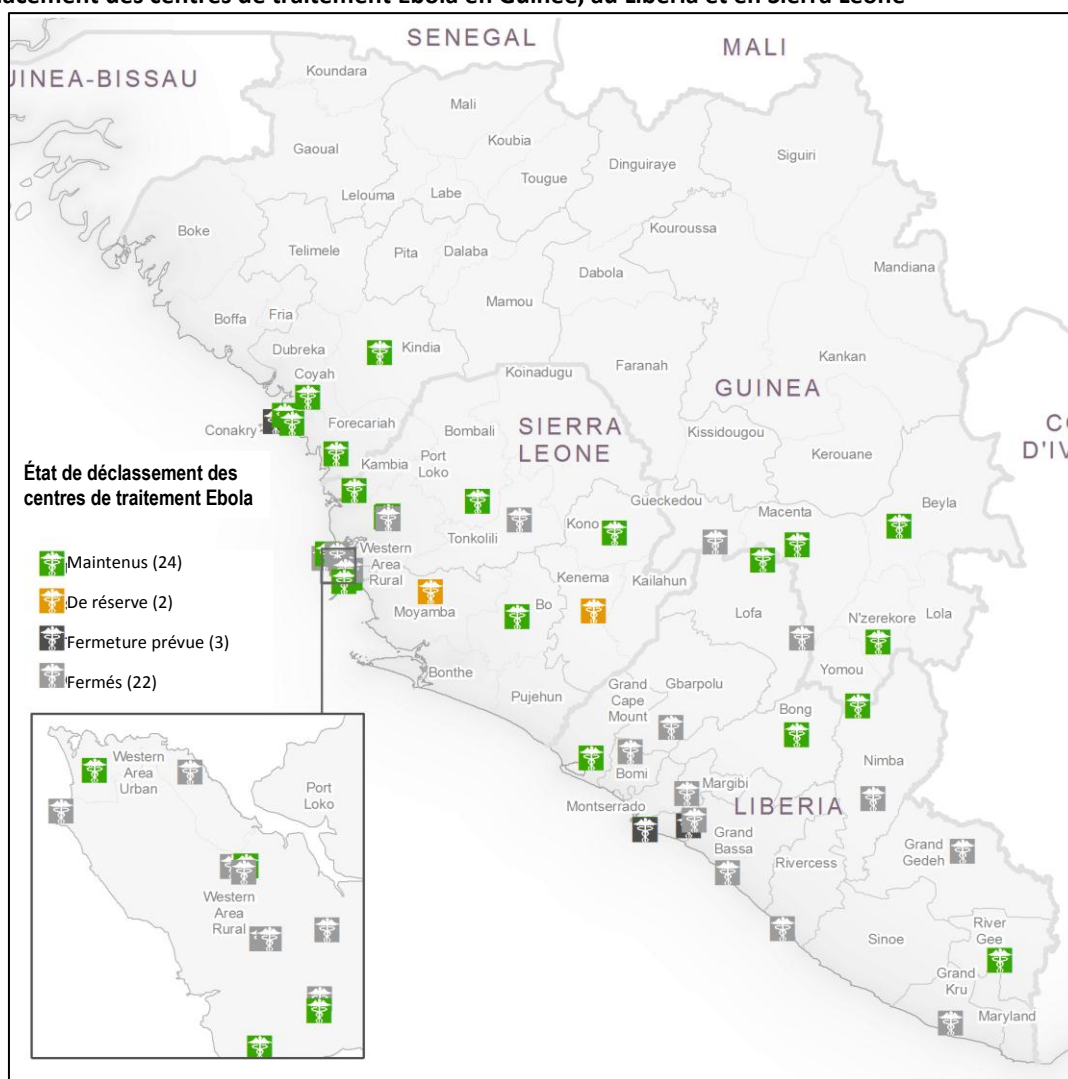 lacement des centres de traitement Ebola en Guinée, au Libéria et en Sierra Leone
SENEGAL
MALI
UINEA-BISSAU
Koundara
Mali
Koubia
Gaoual
Tougue
Dinguiraye
Siguiri
Lelouma
Labe
Boke
Telimele
Pita
Dalaba
Kouroussa
Dabola
Mandiana
Mamou
Boffa
Fria
Dubreka
Kindia
Kankan
Coyah
Koinadugu
Faranah
GUINEA
Conakry
Forecariah
Bombali
SIERRA
LEONE
Kissidougou
CO
D'IV
Kerouane
Kambia
Port
Loko
Gueckedou
Macenta
Beyla
Kono
Tonkolili
Western
Area
Rural
Kenema
Kailahun
Moyamba
Bo
Lofa
N'zerekore
Lola
Yomou
Bonthe
Pujehun
Grand
Cape
Mount
Gbarpolu
Bong
Nimba
Bomi
Margibi
Montserrado
LIBERIA
Grand
Bassa
Grand
Gedeh
Rivercess
River
Gee
Sinoe
Grand
Kru
Maryland
État de déclassement des
centres de traitement Ebola
Maintenus (24)
De réserve (2)
Fermeture prévue (3)
Fermés (22)
Western
Area
Urban
Port
Loko
Western
Area
Rural